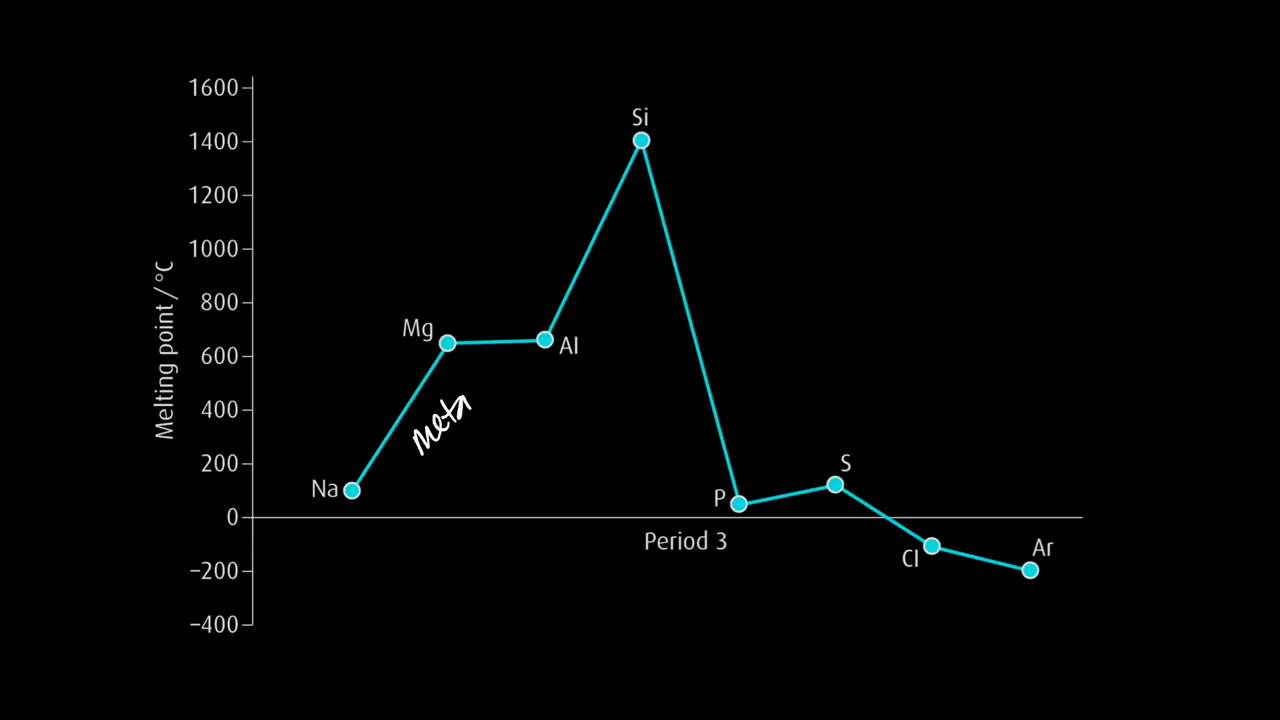 1600
Si
1400
1200
1000
Melting point / °C
800
Mg
Al
600
400
meta
200
S
Na
P
0
Period 3
Cl
Ar
−200
−400